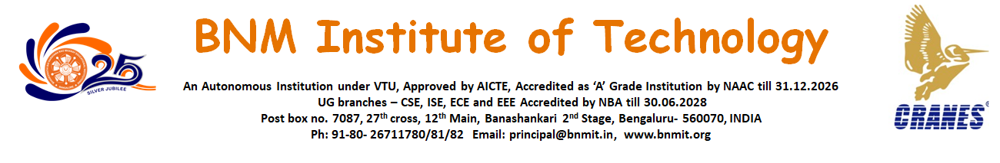 BNM Institute of Technology
An Autonomous Institution under VTU, Approved by AICTE, Accredited as ‘A’ Grade Institution by NAAC till 31.12.2026
UG branches – CSE, ISE, ECE and EEE Accredited by NBA till 30.06.2028
Post box no. 7087, 27th cross, 12th Main, Banashankari 2nd Stage, Bengaluru- 560070, INDIA
Ph: 91-80- 26711780/81/82 Email: principal@bnmit.in, www.bnmit.org
25
SILVER JUBILEE
CRANES®